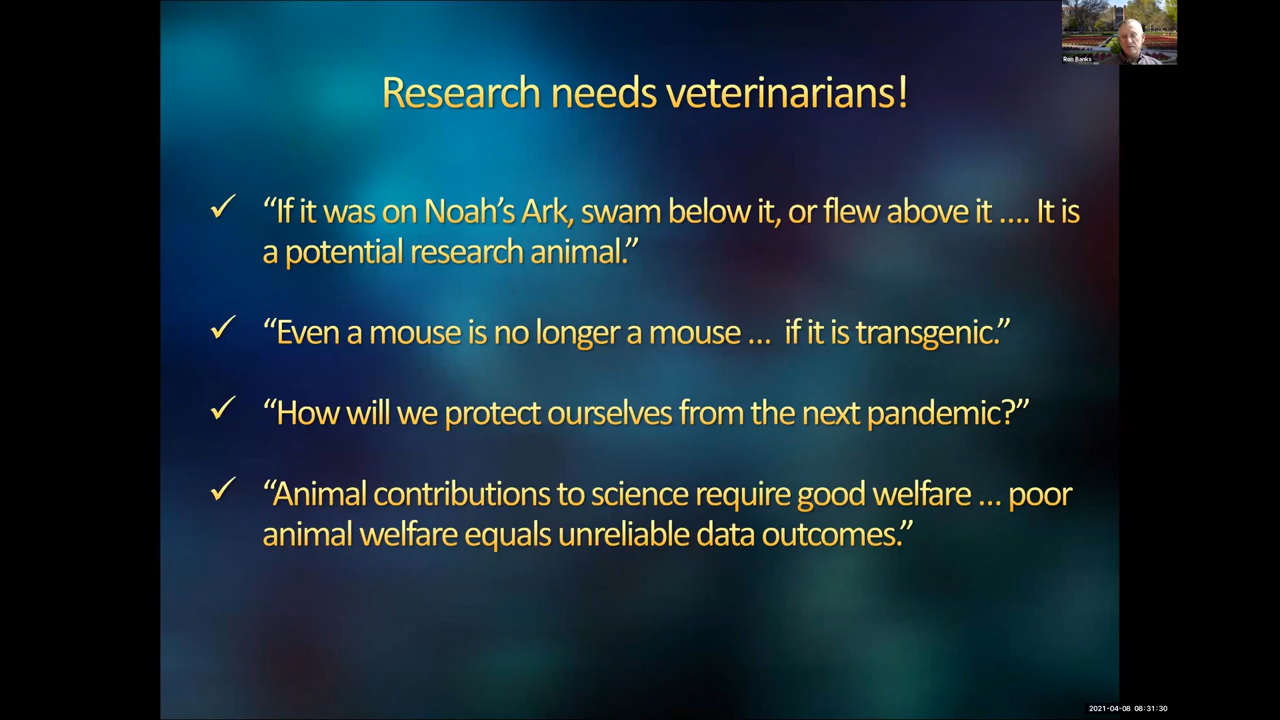 Ron Banks
Research needs veterinarians!
✓ “If it was on Noah’s Ark, swam below it, or flew above it .... It is
a potential research animal.”
✓ “Even a mouse is no longer a mouse ...  if it is transgenic.”
✓ “How will we protect ourselves from the next pandemic?”
✓ “Animal contributions to science require good welfare ... poor
animal welfare equals unreliable data outcomes.”
2021-04-08 08:31:30